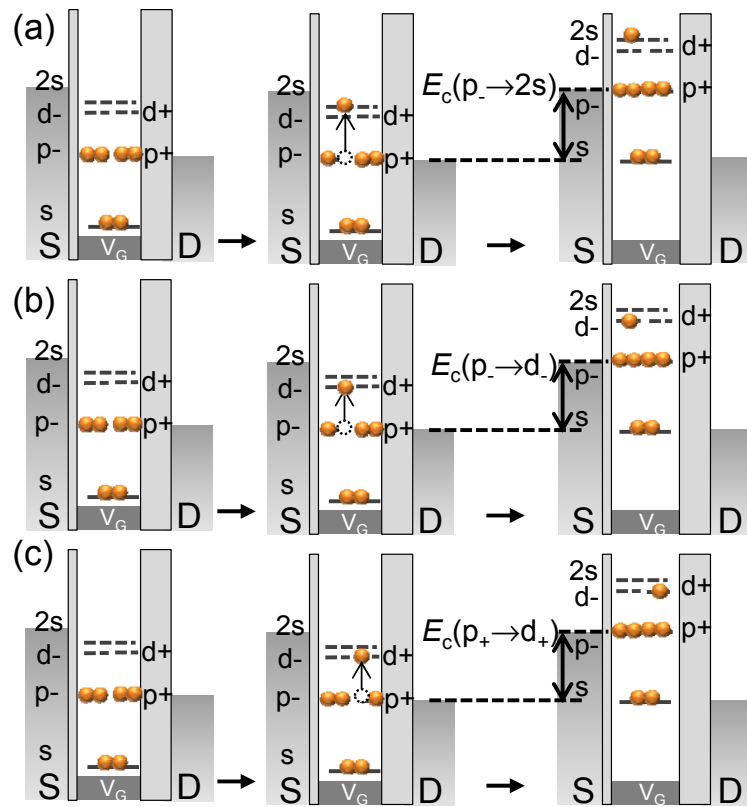 (a)
2s
d-
d+
p-
s
S
V_G
2s
d-
d+
p-
p+
s
S
V_G
D
E_c(p_-→2s)
2s
d-
d+
p-
p+
s
S
V_G
D
(b)
2s
d-
d+
p-
p+
s
S
V_G
D
2s
d-
d+
p-
p+
s
S
V_G
D
E_c(p_-→d_-)
2s
d-
d+
p-
p+
s
S
V_G
D
(c)
2s
d-
d+
p-
p+
s
S
V_G
D
2s
d-
d+
p-
p+
s
S
V_G
D
E_c(p_+→d_+)
2s
d-
d+
p-
p+
s
S
V_G
D